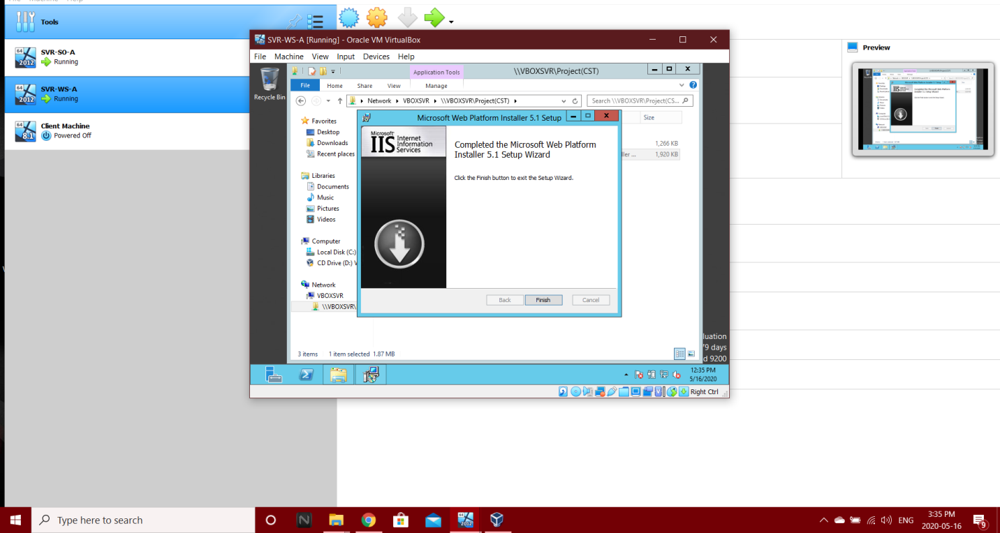 File Machine Help
Tools
64
2012
SVR-SO-A
Running
64
2012
SVR-WS-A
Running
64
8.1
Client Machine
Powered Off
Preview
SVR-WS-A [Running] - Oracle VM VirtualBox
File Machine View Input Devices Help
Recycle Bin
Application Tools
\\VBOXSVR\Project(CST)
File Home Share View Manage
Network VBOXSVR \\VBOXSVR\Project(CST)
Search \\VBOXSVR\Project(CS...
Favorites
Desktop
Downloads
Recent places
Libraries
Documents
Music
Pictures
Videos
Computer
Local Disk (C:)
CD Drive (D:) V
Network
VBOXSVR
\\VBOXSVR\
Size
1,266 KB
ller ... 1,920 KB
Microsoft Web Platform Installer 5.1 Setup
Microsoft
IIS Internet
Information
Services
Completed the Microsoft Web Platform
Installer 5.1 Setup Wizard
Click the Finish button to exit the Setup Wizard.
Back Finish Cancel
3 items 1 item selected 1.87 MB
luation
79 days
d 9200
12:35 PM
5/16/2020
Right Ctrl
Type here to search
ENG
3:35 PM
2020-05-16
9